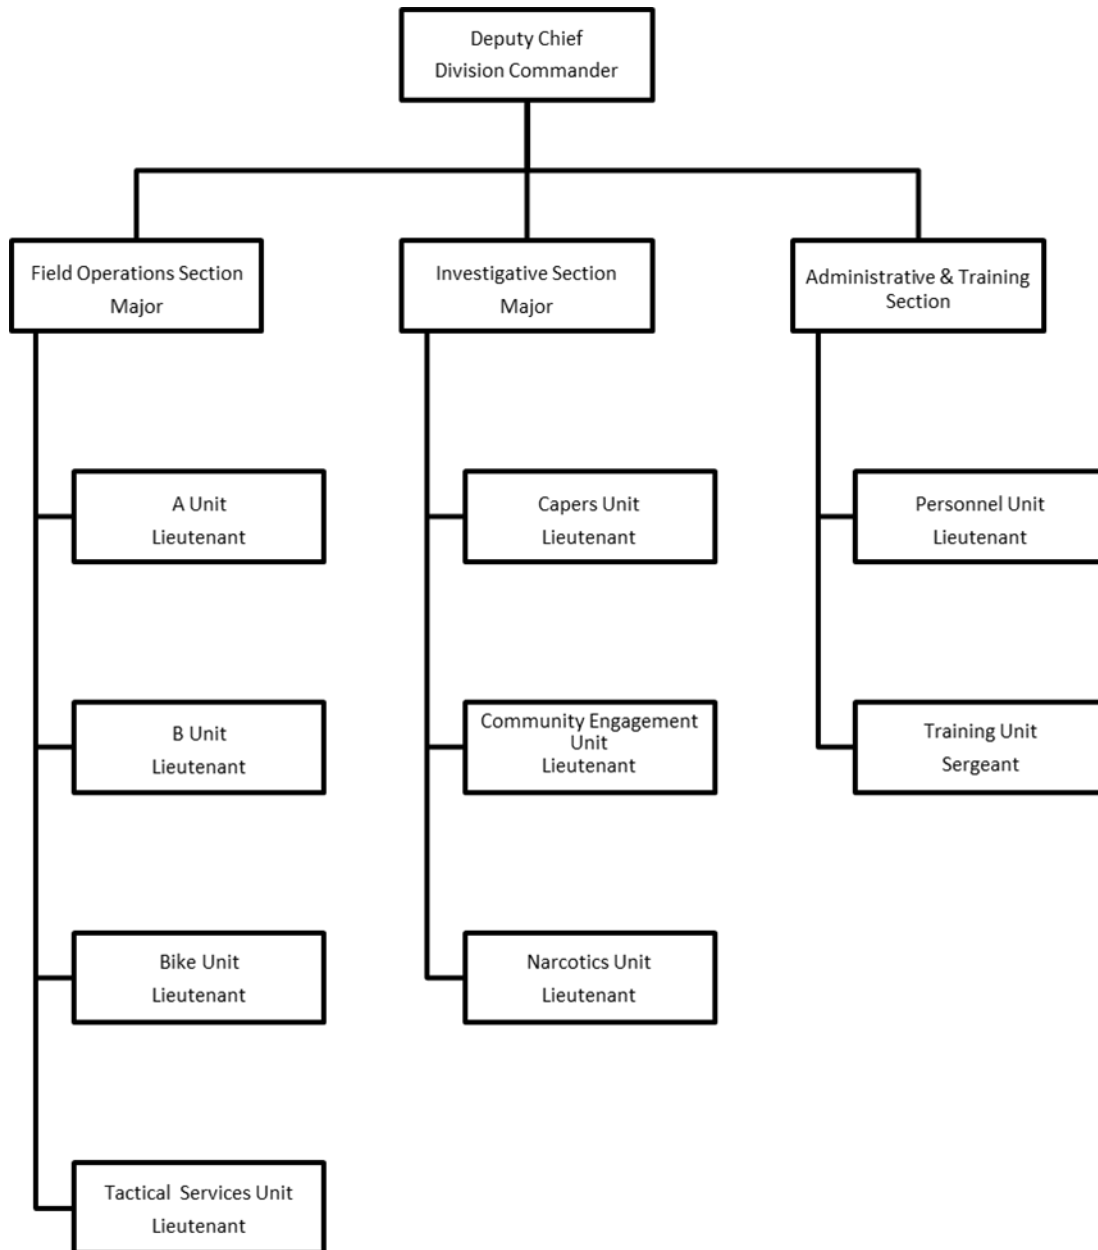 Deputy Chief
Division Commander
Field Operations Section
Major
Investigative Section
Major
Administrative & Training
Section
A Unit
Lieutenant
Capers Unit
Lieutenant
Personnel Unit
Lieutenant
B Unit
Lieutenant
Community Engagement
Unit
Lieutenant
Training Unit
Sergeant
Bike Unit
Lieutenant
Narcotics Unit
Lieutenant
Tactical Services Unit
Lieutenant